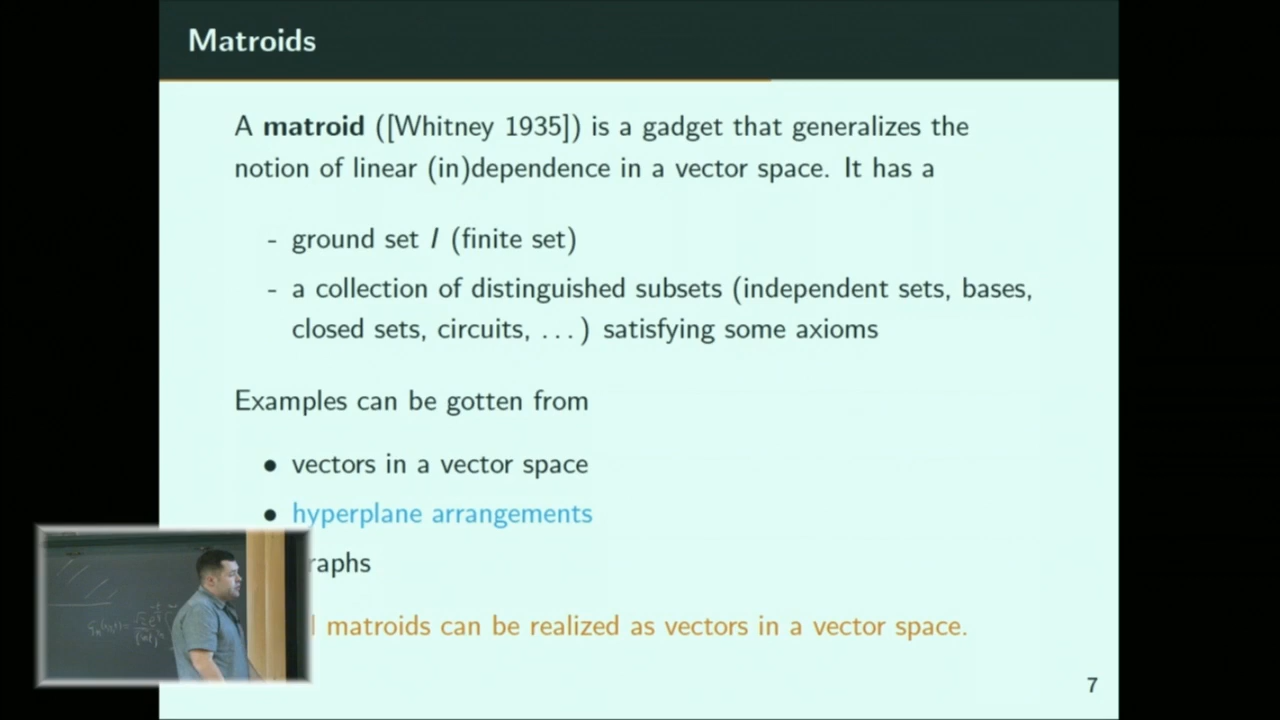 Matroids
A matroid ([Whitney 1935]) is a gadget that generalizes the
notion of linear (in)dependence in a vector space. It has a
- ground set I (finite set)
- a collection of distinguished subsets (independent sets, bases,
closed sets, circuits, ...) satisfying some axioms
Examples can be gotten from
• vectors in a vector space
• hyperplane arrangements
raphs
matroids can be realized as vectors in a vector space.
7